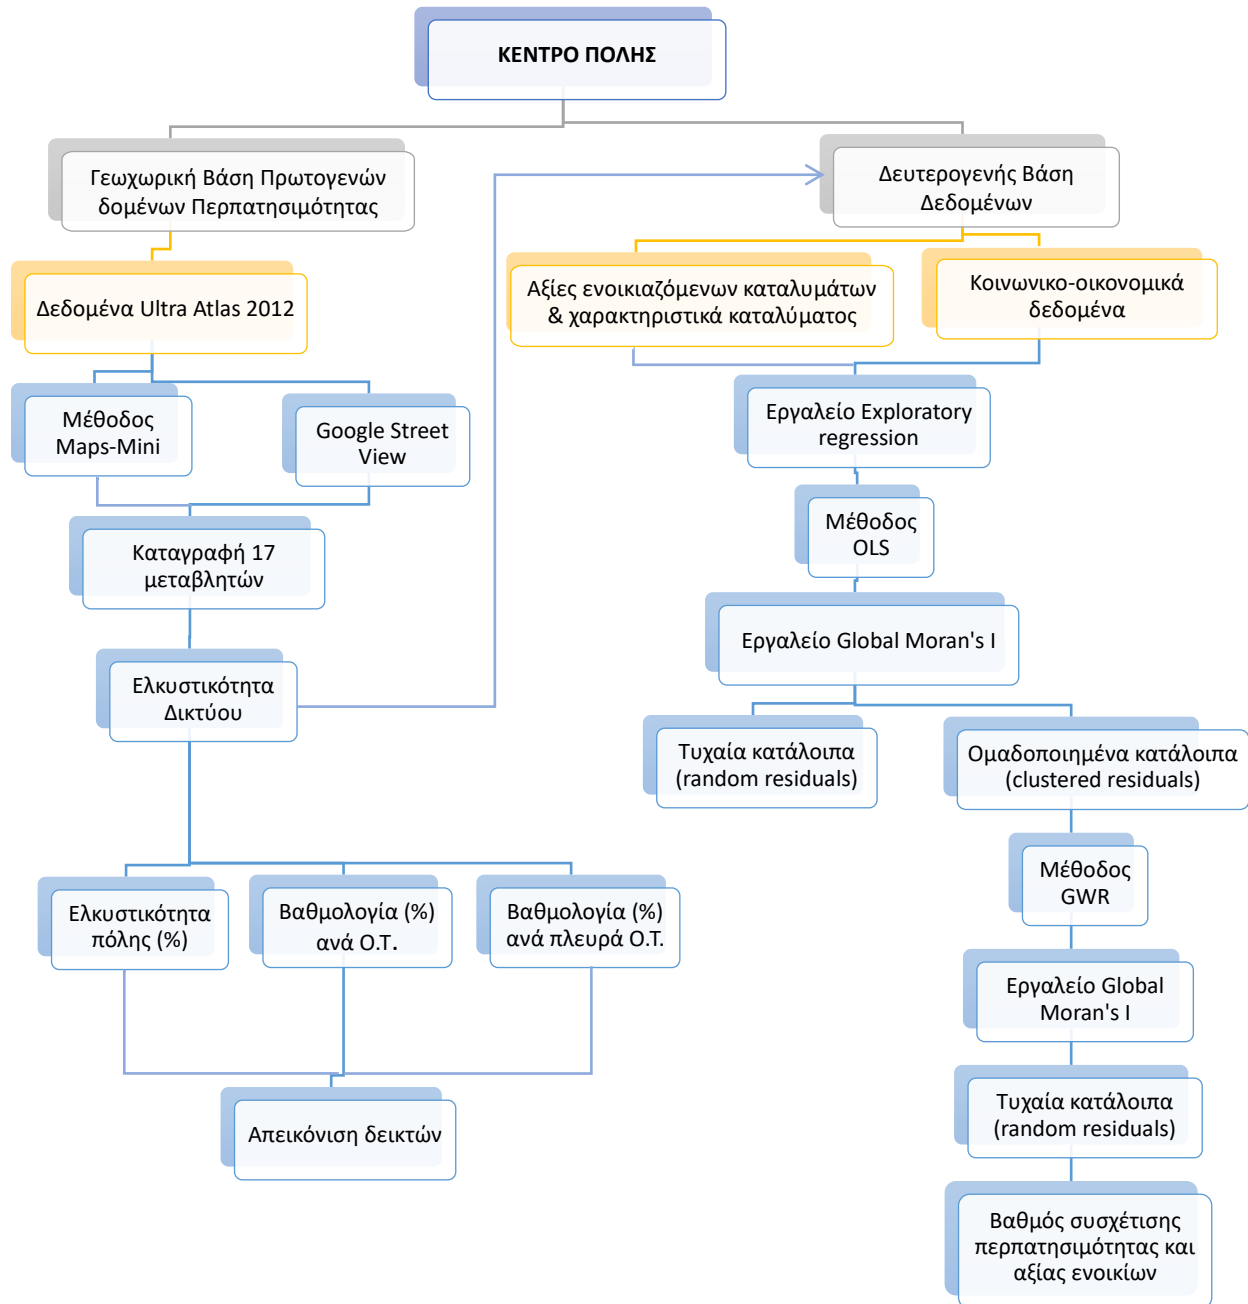 ΚΕΝΤΡΟ ΠΟΛΗΣ
Γεωχωρική Βάση Πρωτογενών
δομένων Περπατησιμότητας
Δεδομένα Ultra Atlas 2012
Μέθοδος
Maps-Mini
Google Street
View
Καταγραφή 17
μεταβλητών
Ελκυστικότητα
Δικτύου
Ελκυστικότητα
πόλης (%)
Βαθμολογία (%)
ανά Ο.Τ.
Βαθμολογία (%)
ανά πλευρά Ο.Τ.
Απεικόνιση δεικτών
Δευτερογενής Βάση
Δεδομένων
Αξίες ενοικιαζόμενων καταλυμάτων
& χαρακτηριστικά καταλύματος
Κοινωνικο-οικονομικά
δεδομένα
Εργαλείο Exploratory
regression
Μέθοδος
OLS
Εργαλείο Global Moran's I
Τυχαία κατάλοιπα
(random residuals)
Ομαδοποιημένα κατάλοιπα
(clustered residuals)
Μέθοδος
GWR
Εργαλείο Global
Moran's I
Τυχαία κατάλοιπα
(random residuals)
Βαθμός συσχέτισης
περπατησιμότητας και
αξίας ενοικίων